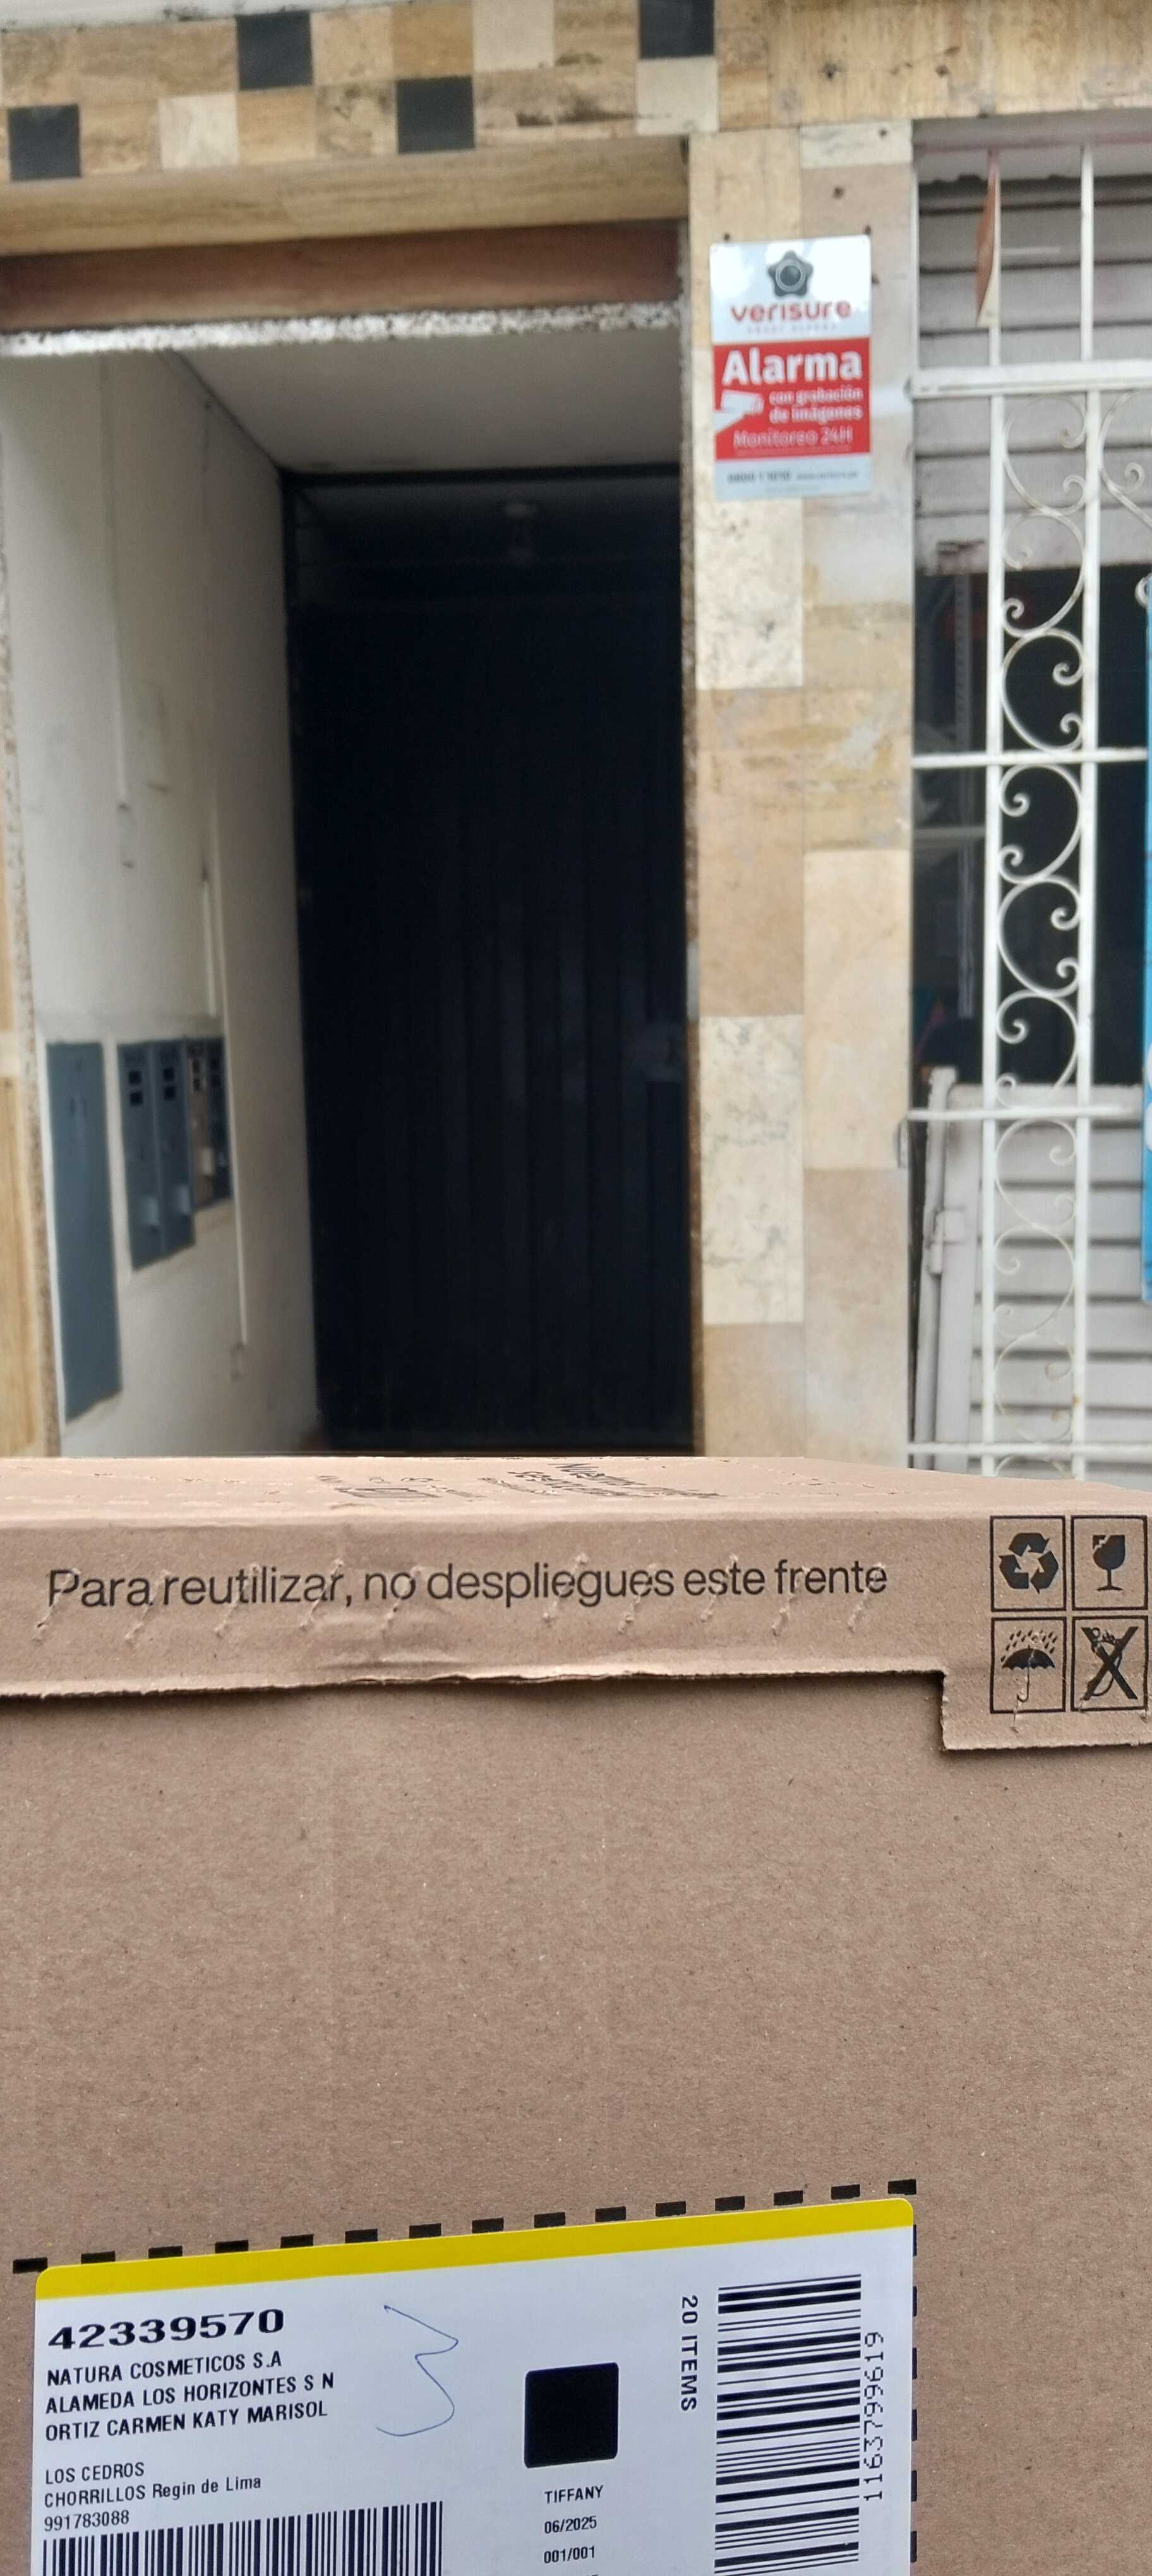 verisure
Alarma
con grabación
de imágenes
Monitoreo 24H
Para reutilizar, no despliegues este frente
42339570
NATURA COSMETICOS S.A
ALAMEDA LOS HORIZONTES S N
ORTIZ CARMEN KATY MARISOL
LOS CEDROS
CHORRILLOS Regin de Lima
991783088
3
TIFFANY
06/2025
001/001
20 ITEMS
1163799619